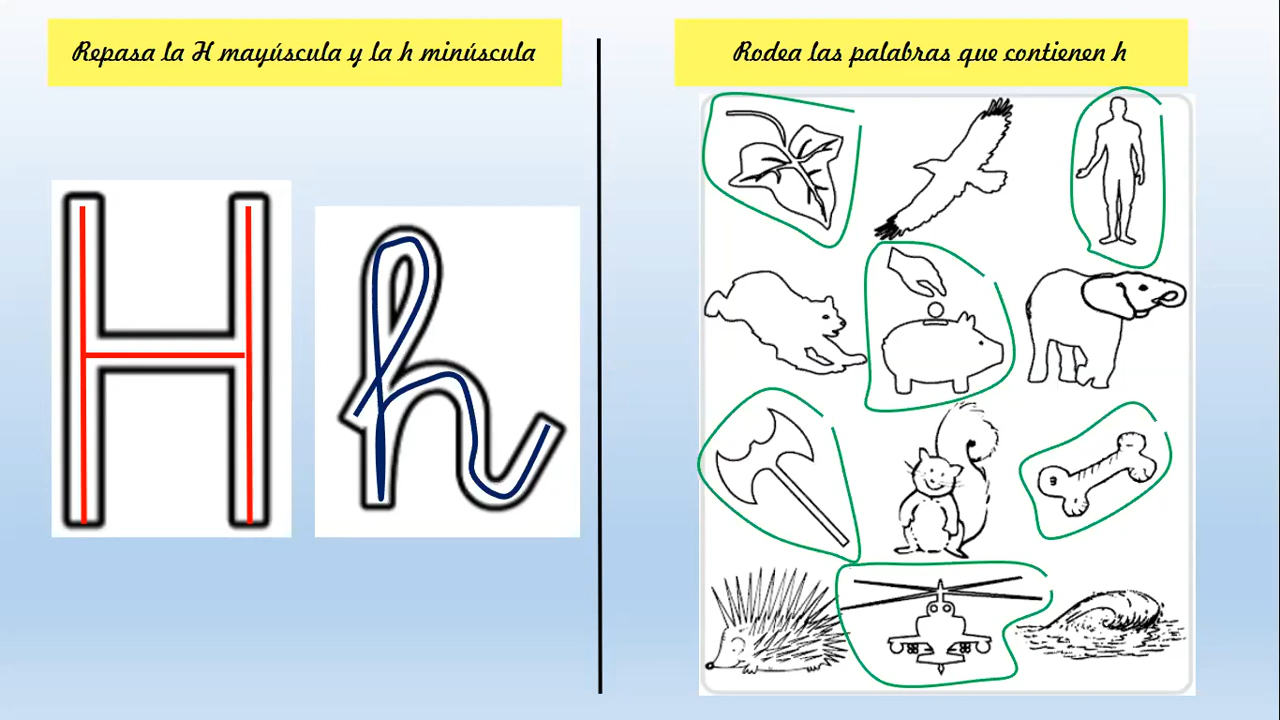 Repasa la H mayúscula y la h minúscula
Rodea las palabras que contienen h
H
h